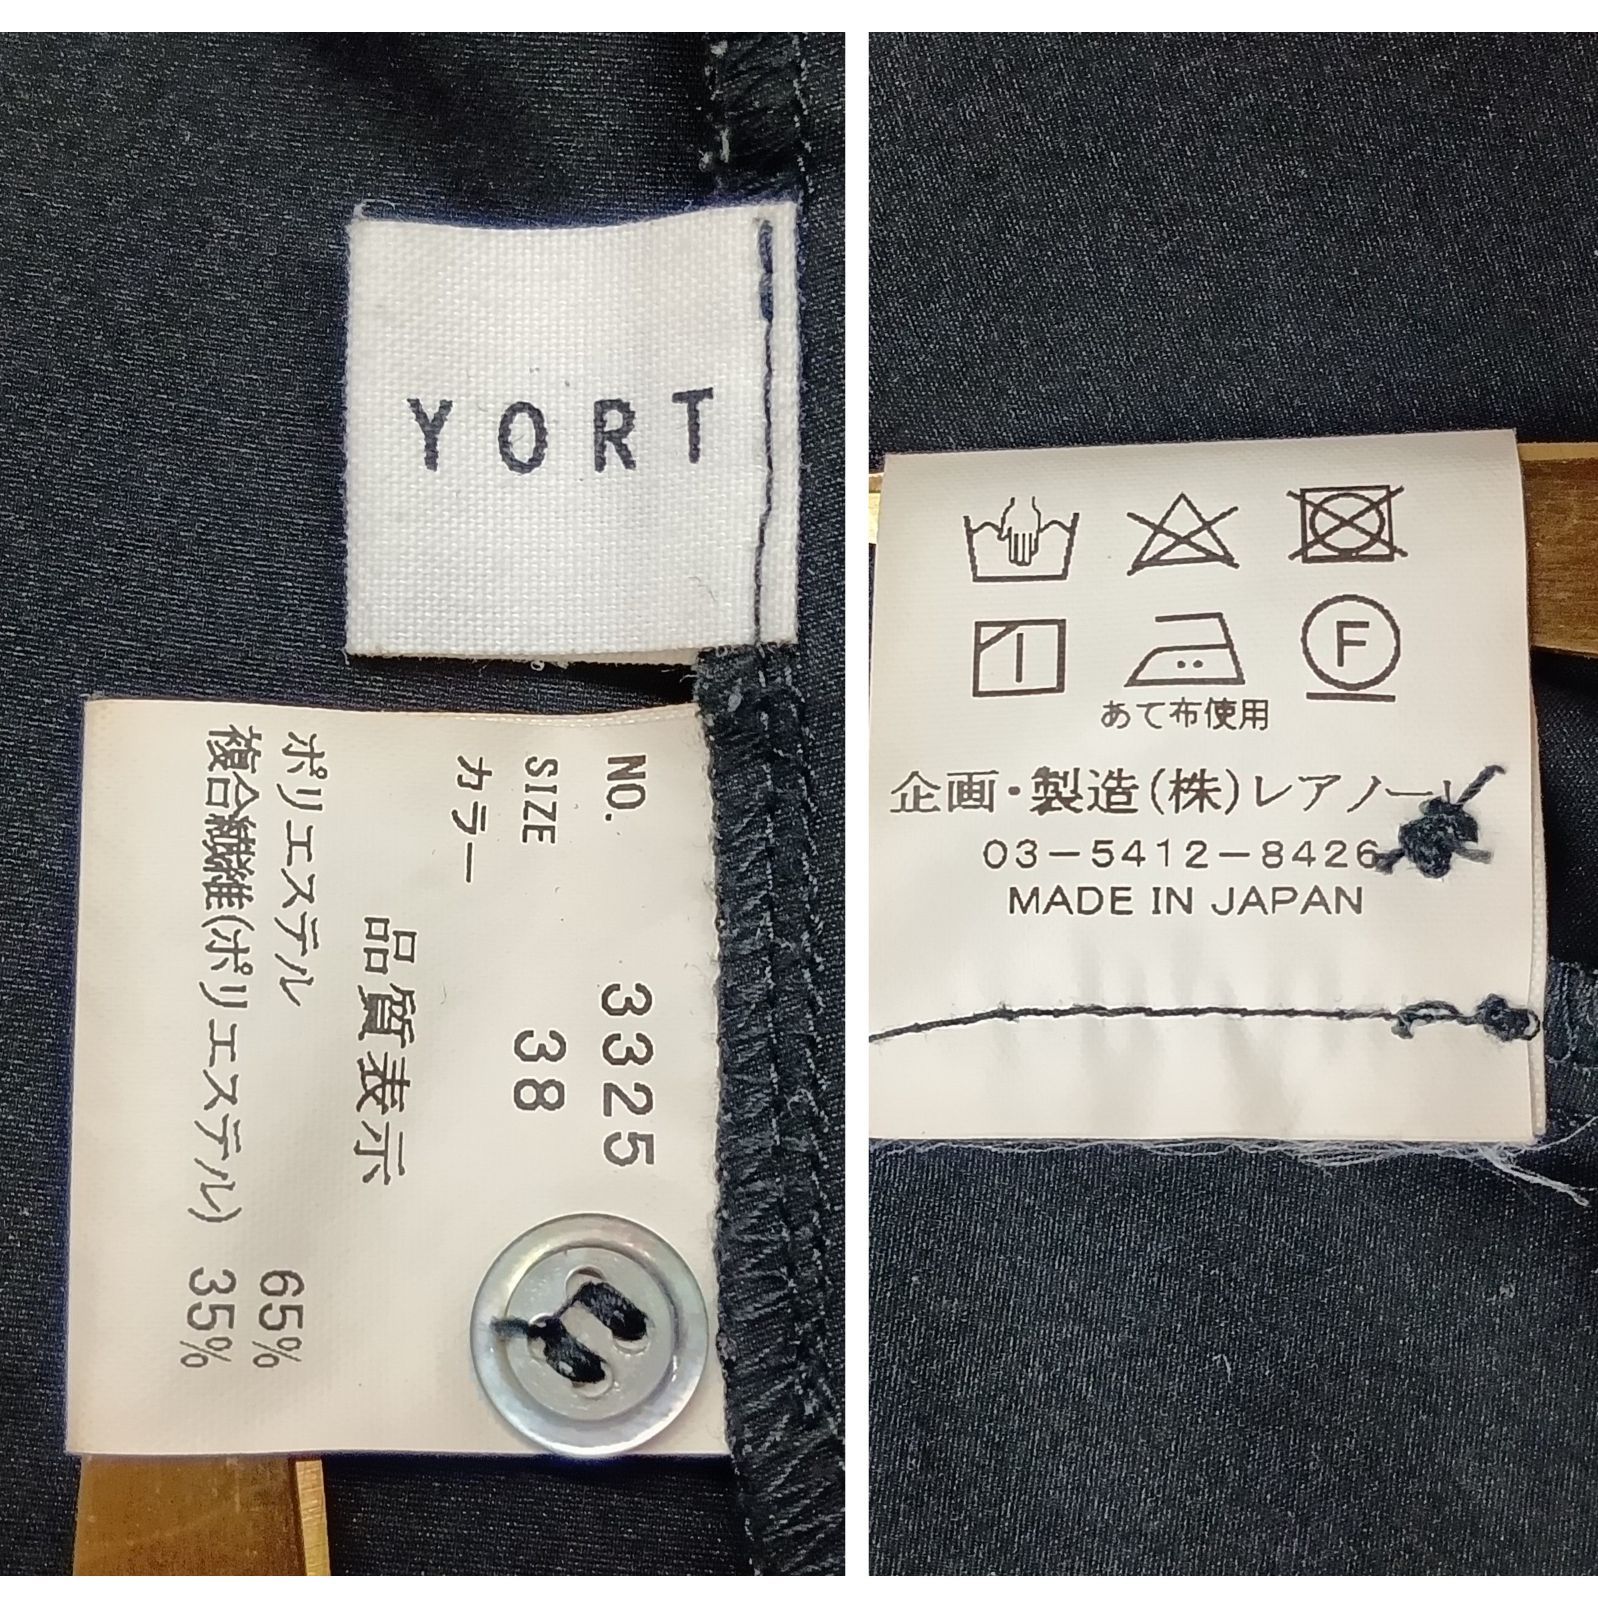 YORT
NO. 3325
SIZE 38
カラー
品質表示
ポリエステル 65%
複合繊維(ポリエステル) 35%
F
あて布使用
企画・製造(株)レアノール
03-5412-8426
MADE IN JAPAN